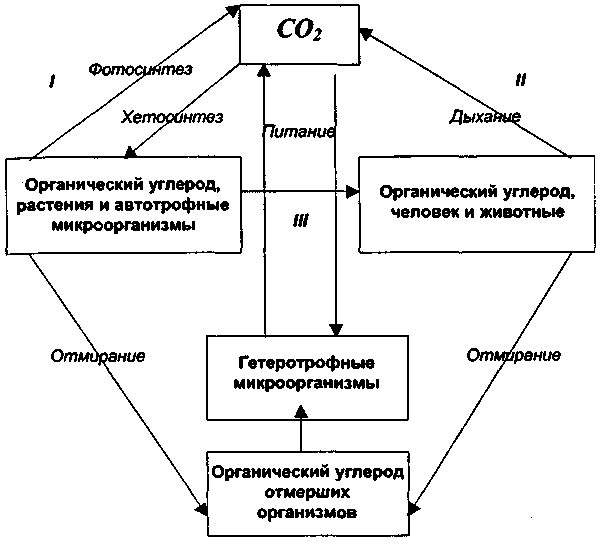 CO₂
I
Фотосинтез
II
Хетосинтез
Питание
Дыхание
Органический углерод,
растения и автотрофные
микроорганизмы
III
Органический углерод,
человек и животные
Отмирание
Отмирание
Гетеротрофные
микроорганизмы
Органический углерод
отмерших
организмов